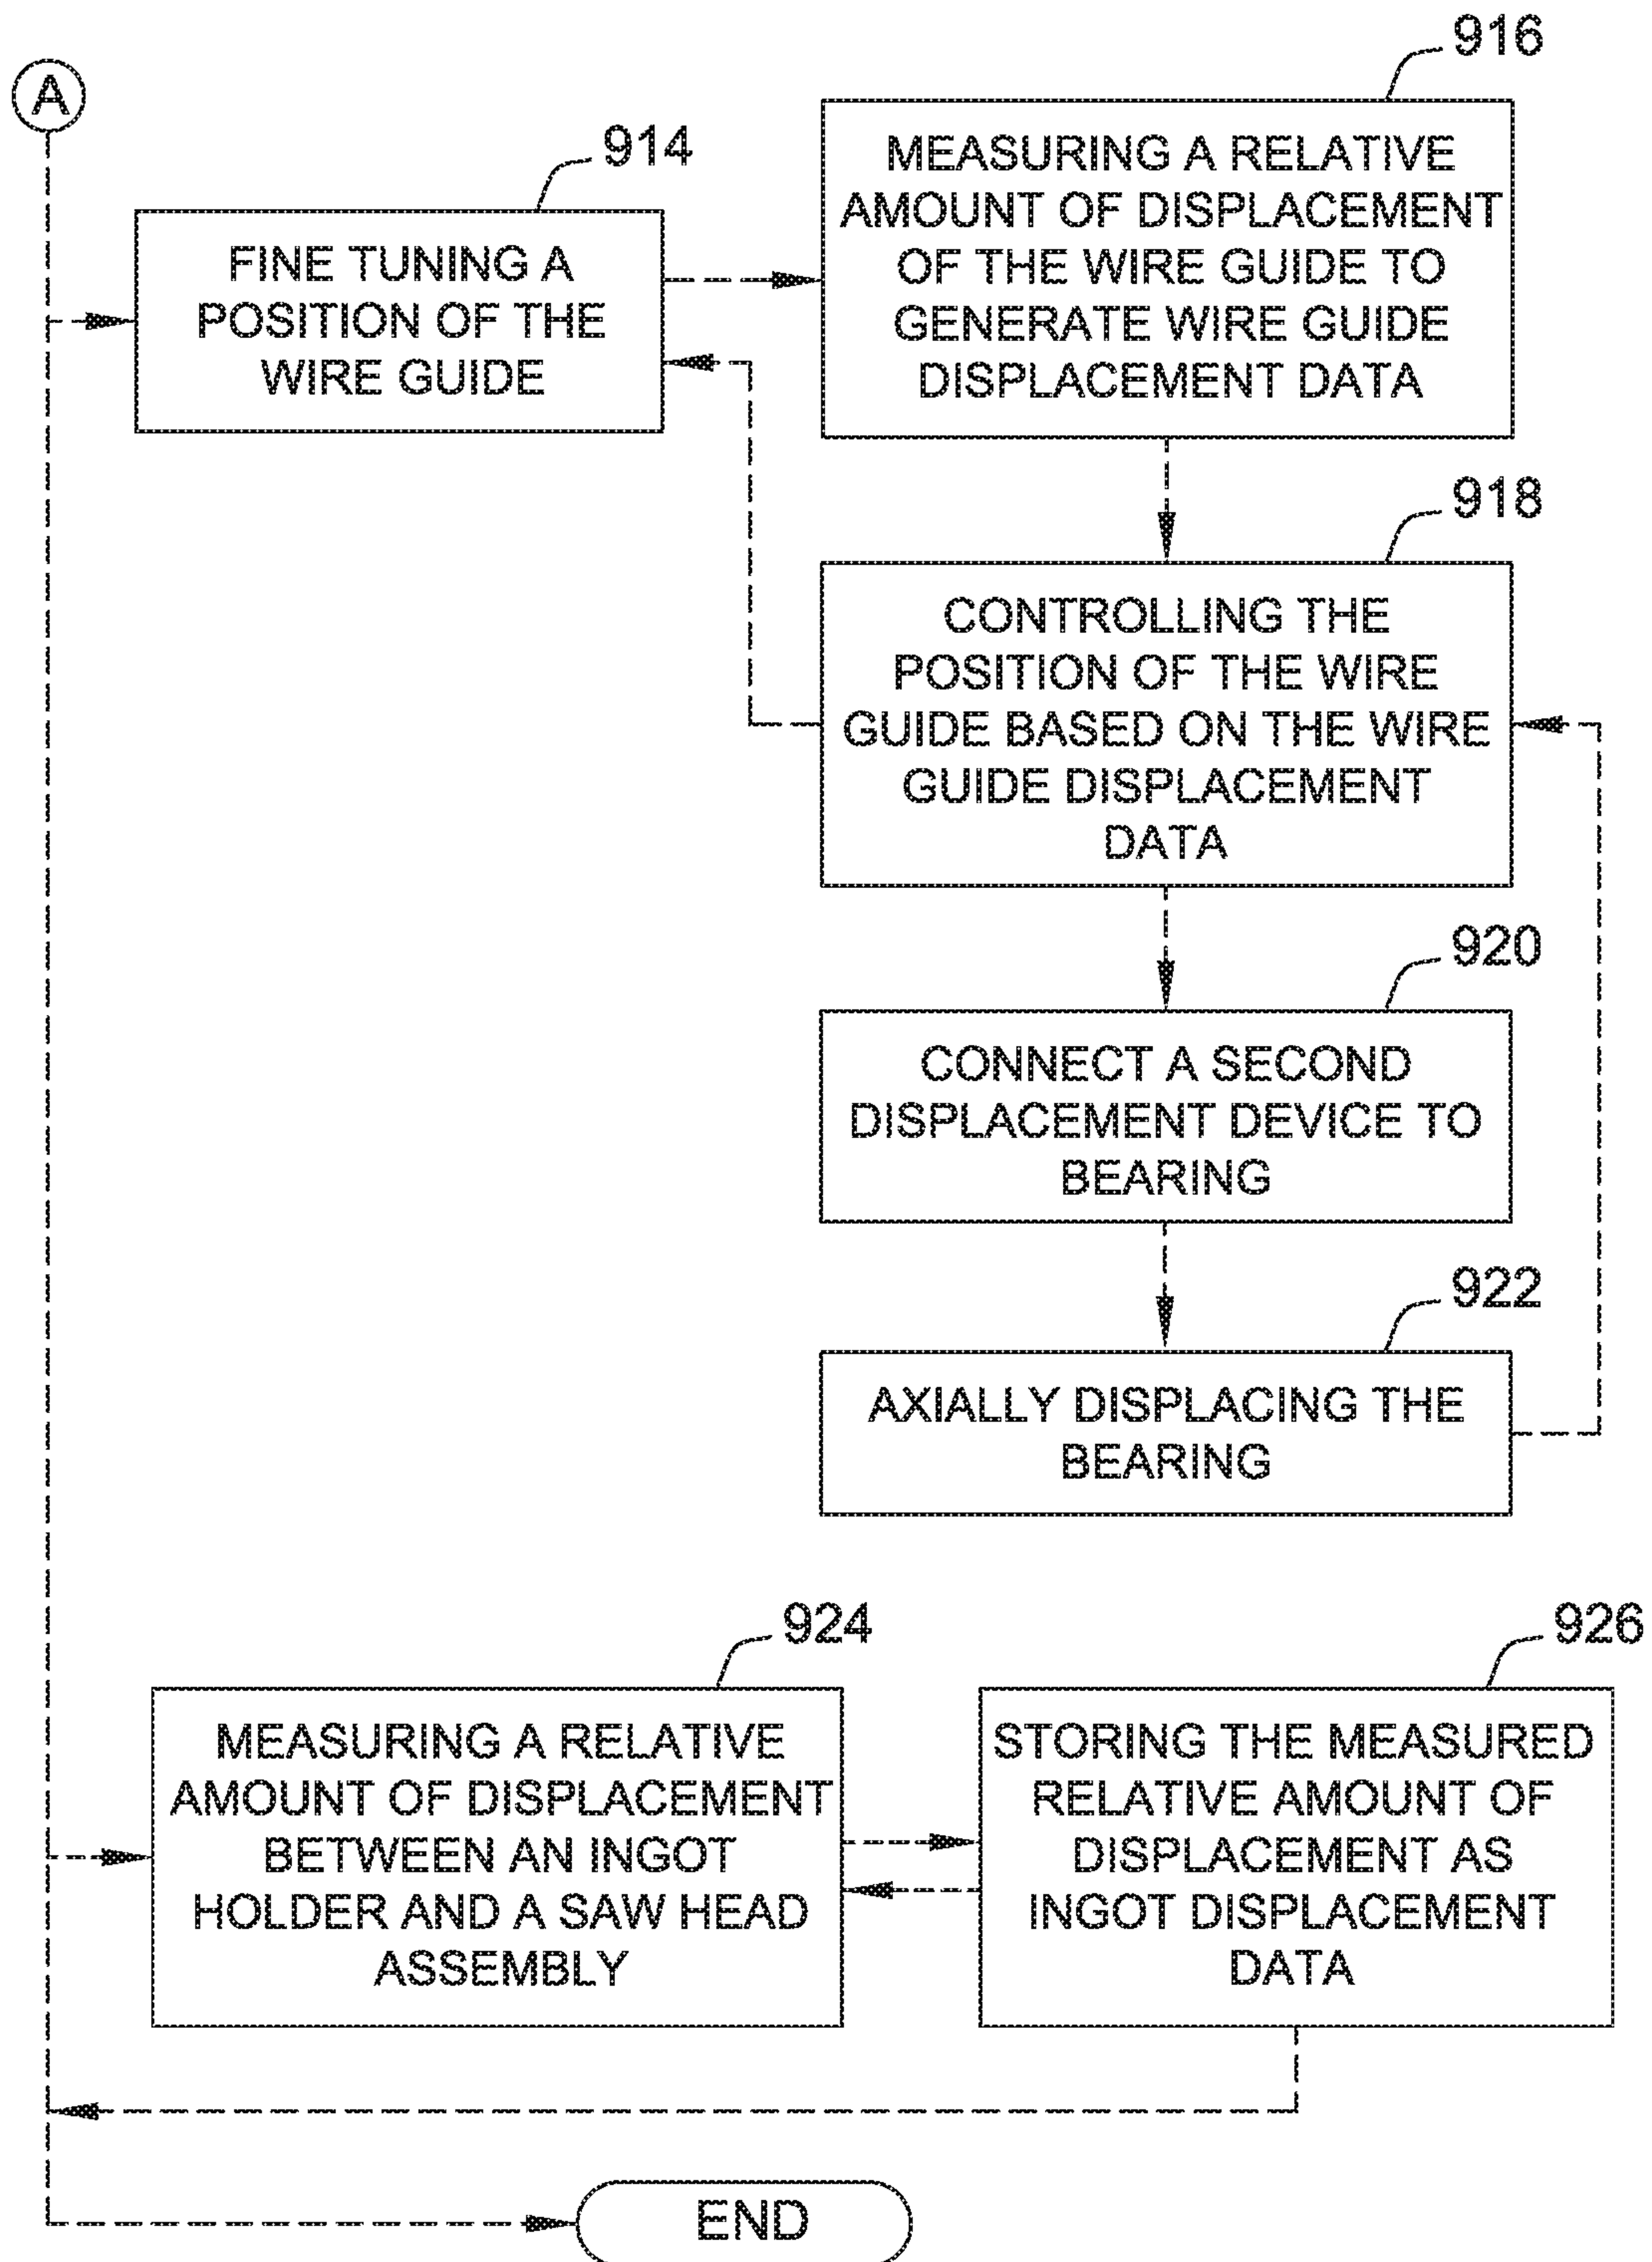 A
914
FINE TUNING A
POSITION OF THE
WIRE GUIDE
916
MEASURING A RELATIVE
AMOUNT OF DISPLACEMENT
OF THE WIRE GUIDE TO
GENERATE WIRE GUIDE
DISPLACEMENT DATA
918
CONTROLLING THE
POSITION OF THE WIRE
GUIDE BASED ON THE WIRE
GUIDE DISPLACEMENT
DATA
920
CONNECT A SECOND
DISPLACEMENT DEVICE TO
BEARING
922
AXIALLY DISPLACING THE
BEARING
924
MEASURING A RELATIVE
AMOUNT OF DISPLACEMENT
BETWEEN AN INGOT
HOLDER AND A SAW HEAD
ASSEMBLY
926
STORING THE MEASURED
RELATIVE AMOUNT OF
DISPLACEMENT AS
INGOT DISPLACEMENT
DATA
END